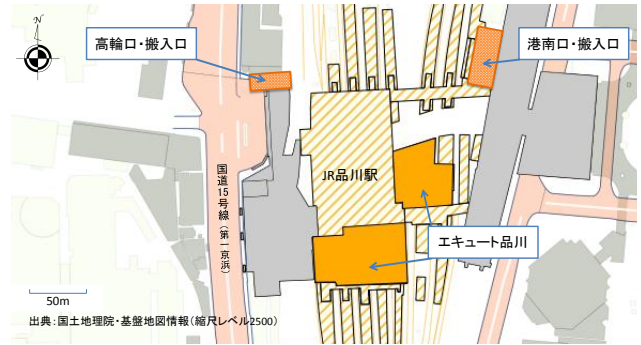 N
高輪口・搬入口
港南口・搬入口
JR品川駅
国道15号線(第一京浜)
エキュート品川
50m
出典:国土地理院・基盤地図情報(縮尺レベル2500)